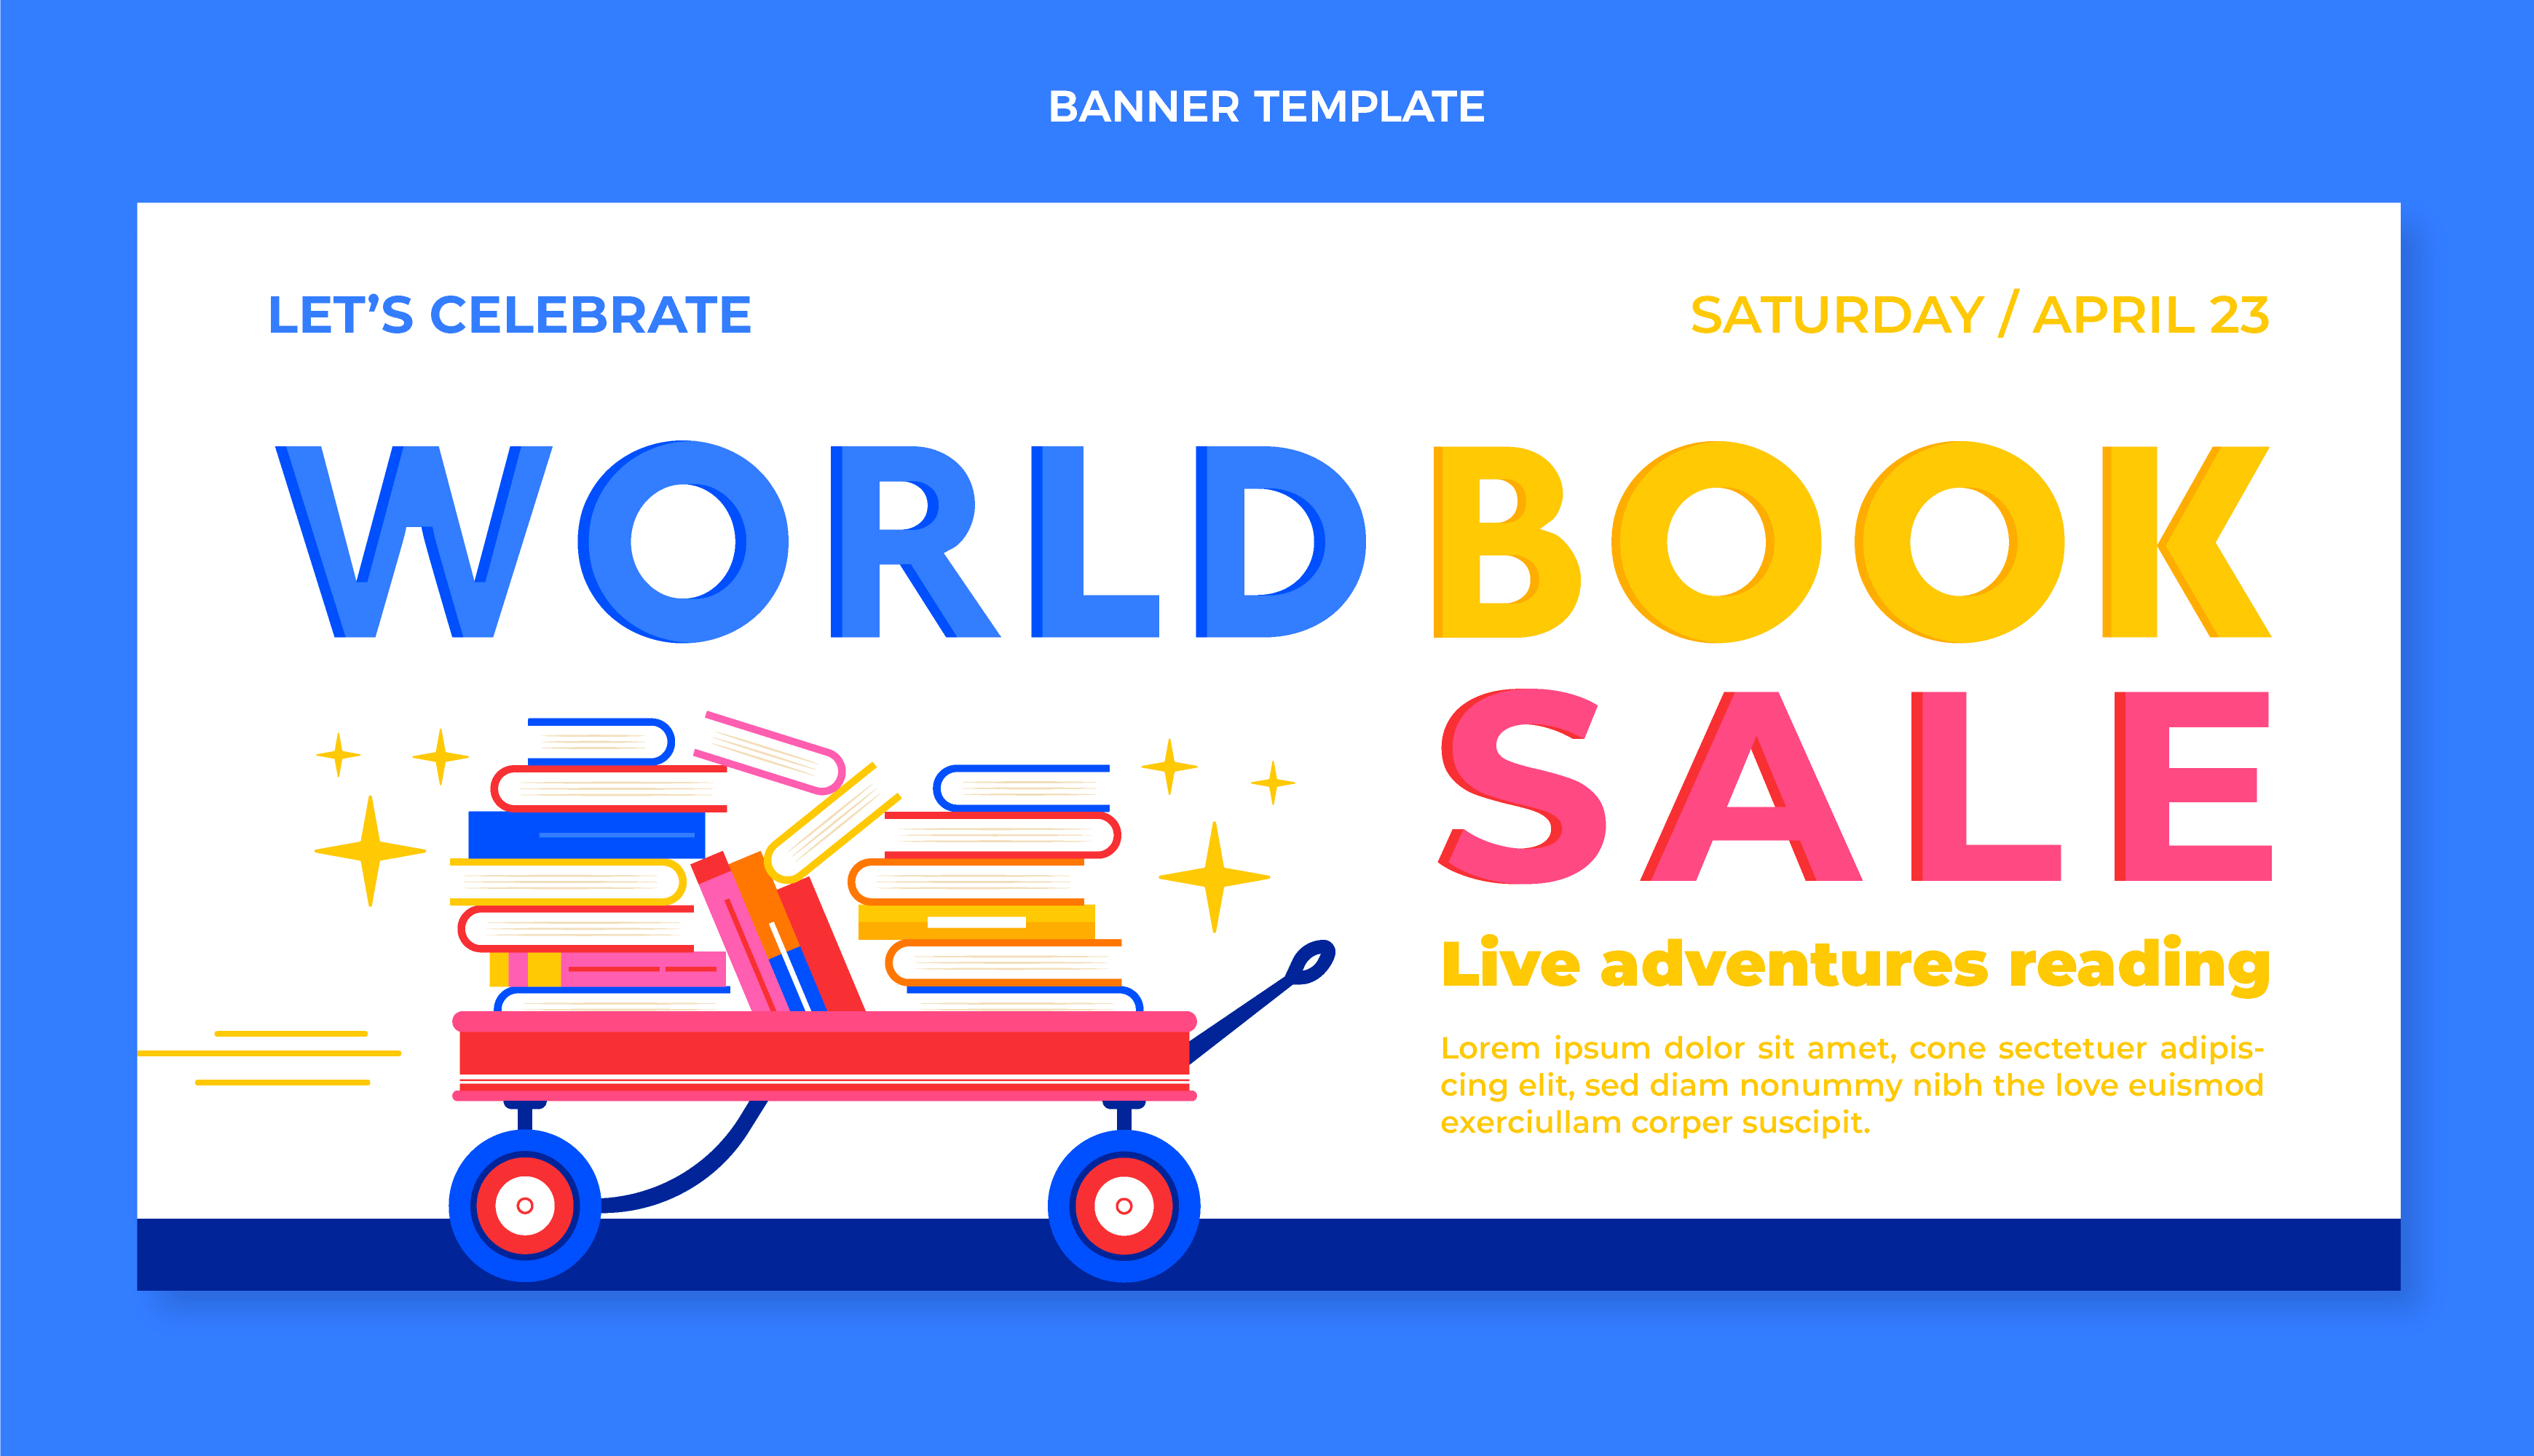 BANNER TEMPLATE
LET’S CELEBRATE
SATURDAY / APRIL 23
WORLD BOOK
SALE
Live adventures reading
Lorem ipsum dolor sit amet, cone sectetuer adipis-
cing elit, sed diam nonummy nibh the love euismod
exerciullam corper suscipit.